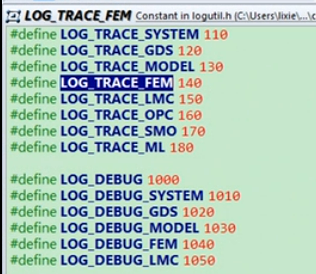 LOG_TRACE_FEM Constant in logutil.h (C:\Users\lixie\...\c
#define LOG_TRACE_SYSTEM 110
#define LOG_TRACE_GDS 120
#define LOG_TRACE_MODEL 130
#define LOG_TRACE_FEM 140
#define LOG_TRACE_LMC 150
#define LOG_TRACE_OPC 160
#define LOG_TRACE_SMO 170
#define LOG_TRACE_ML 180
#define LOG_DEBUG 1000
#define LOG_DEBUG_SYSTEM 1010
#define LOG_DEBUG_GDS 1020
#define LOG_DEBUG_MODEL 1030
#define LOG_DEBUG_FEM 1040
#define LOG_DEBUG_LMC 1050